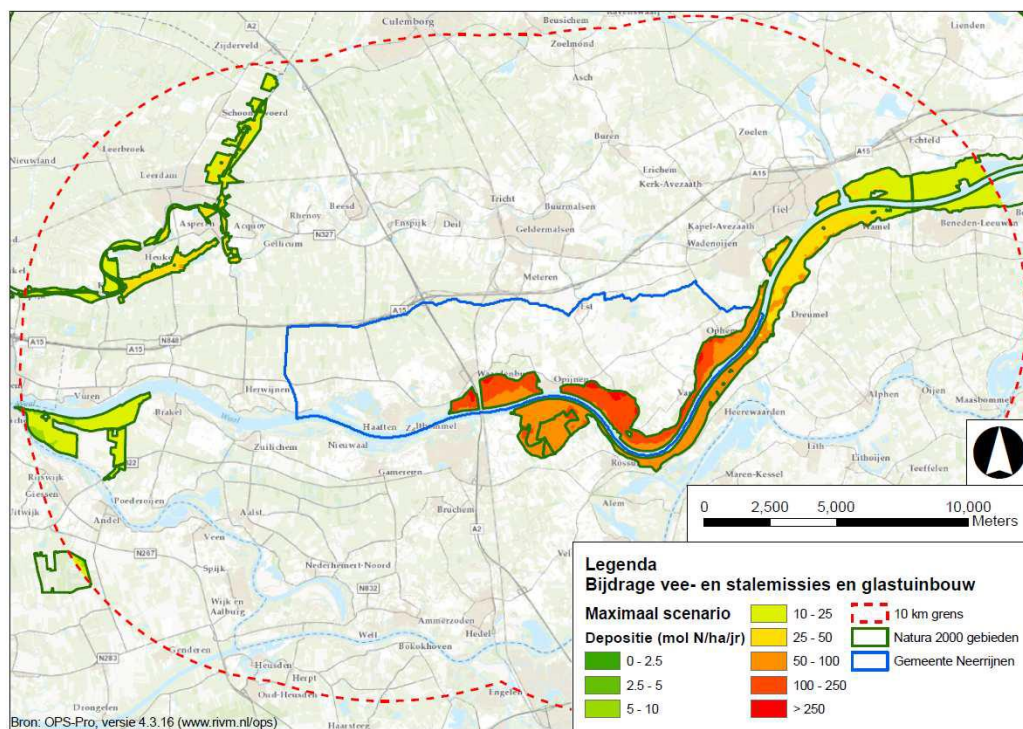 Culemborg
Beusichem
Lienden
A2
Zijderveld
Zoelmond
Asch
Zoelen
Buren
Echteld
Nieuwland
Leerbroek
A15
Erichem
Kerk-Avezaath
A15
Leerdam
Beesd
Tricht
Buurmalsen
Tiel
Rhenoy
Enspijk
Deil
Asperen
Acquoy
Geldermalsen
Kapel-Avezaath
Wamel
Beneden-Leeuwen
Gellicum
N327
Wadenoijen
Meteren
Est
A15
Dreumel
N848
A15
Herwijnen
Opijnen
Vuren
Brakel
Alphen
Oijen
Maasbommel
Waal
Haaften
Heerewaarden
Zuilichem
Nieuwaal
Lith
Lithoijen
Rijswijk
Gameren
Rossum
Maren-Kessel
Teeffelen
Giessen
Poederoijen
Alem
Andel
Aalst
Bruchem
Veen
A2
N267
Spijk
Nederhemert-Noord
N832
Wijk en
Aalburg
Ammerzoden
Well
Hedel
N283
Genderen
Bokhoven
Heusden
Herpt
Oud-Heusden
Engelen
Drongelen
Haarsteeg
0 2,500 5,000 10,000
Meters
Legenda
Bijdrage vee- en stalemissies en glastuinbouw
Maximaal scenario
Depositie (mol N/ha/jr)
0 - 2.5
2.5 - 5
5 - 10
10 - 25
25 - 50
50 - 100
100 - 250
> 250
10 km grens
Natura 2000 gebieden
Gemeente Neerrijnen
Bron: OPS-Pro, versie 4.3.16 (www.rivm.nl/ops)